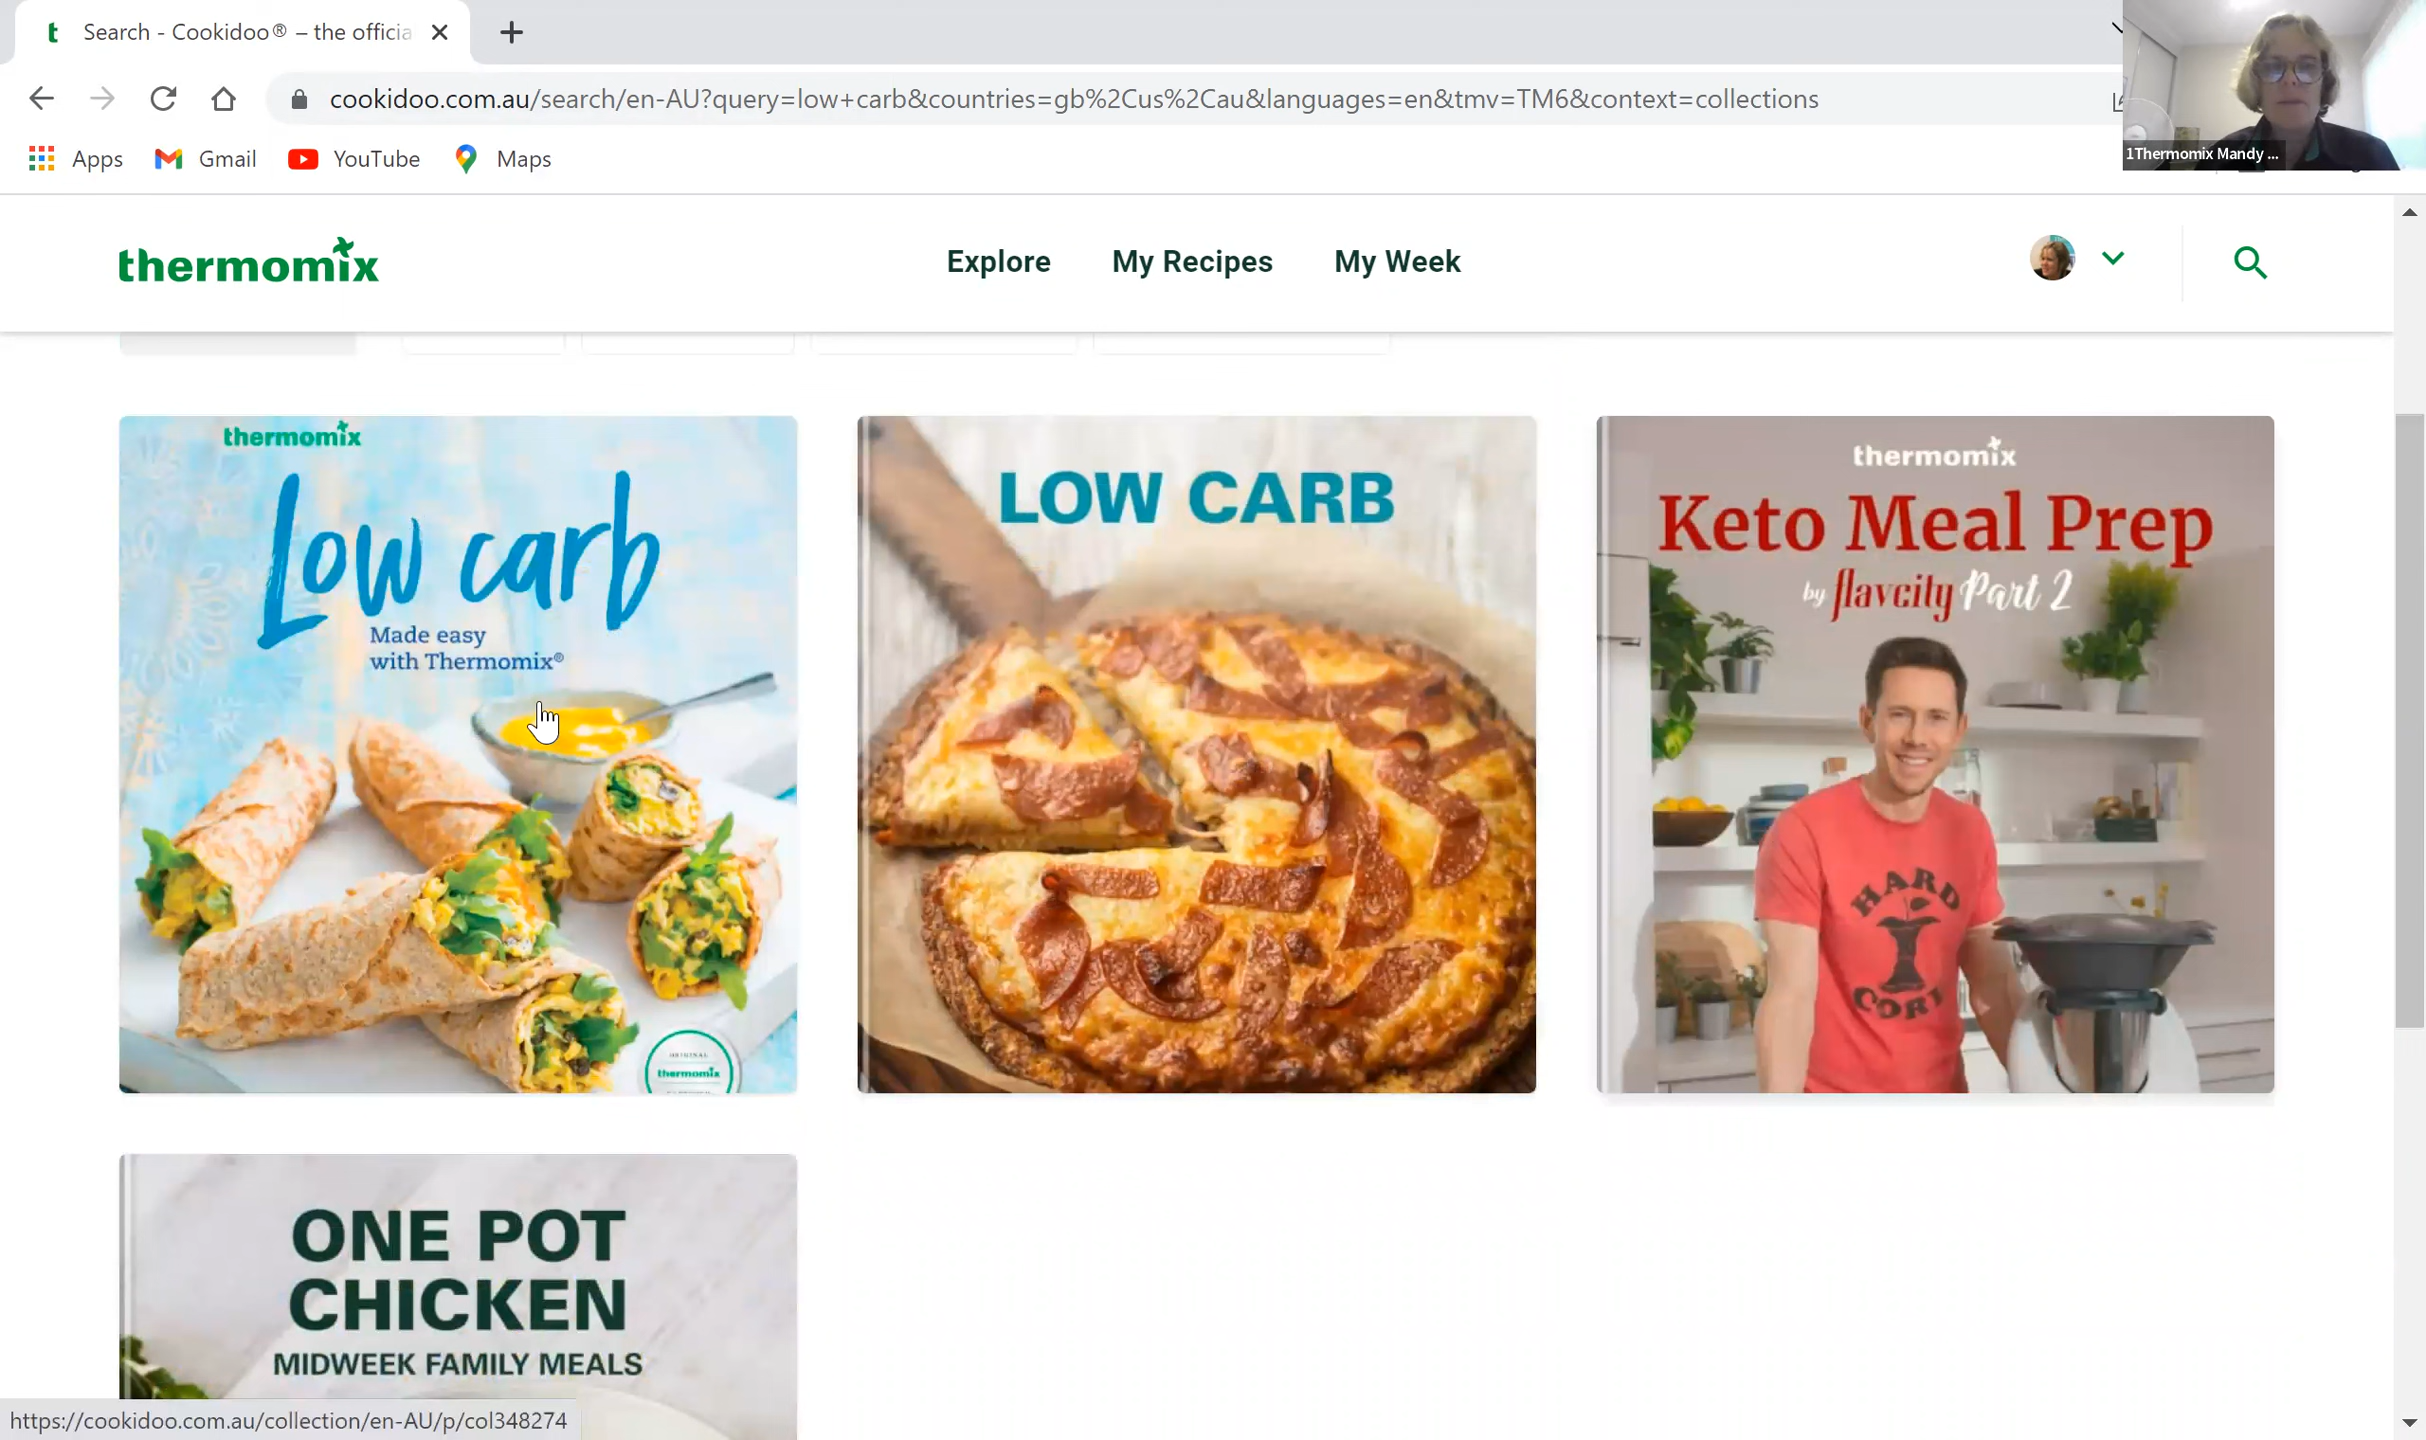 Search - Cookidoo® – the officia
cookidoo.com.au/search/en-AU?query=low+carb&countries=gb%2Cus%2Cau&languages=en&tmv=TM6&context=collections
Apps
Gmail
YouTube
Maps
1Thermomix Mandy ...
thermomix
Explore
My Recipes
My Week
thermomix
Low carb
Made easy
with Thermomix®
ORIGINAL
thermomix
LOW CARB
thermomix
Keto Meal Prep
by flavcity Part 2
HARD
CORE
ONE POT
CHICKEN
MIDWEEK FAMILY MEALS
https://cookidoo.com.au/collection/en-AU/p/col348274